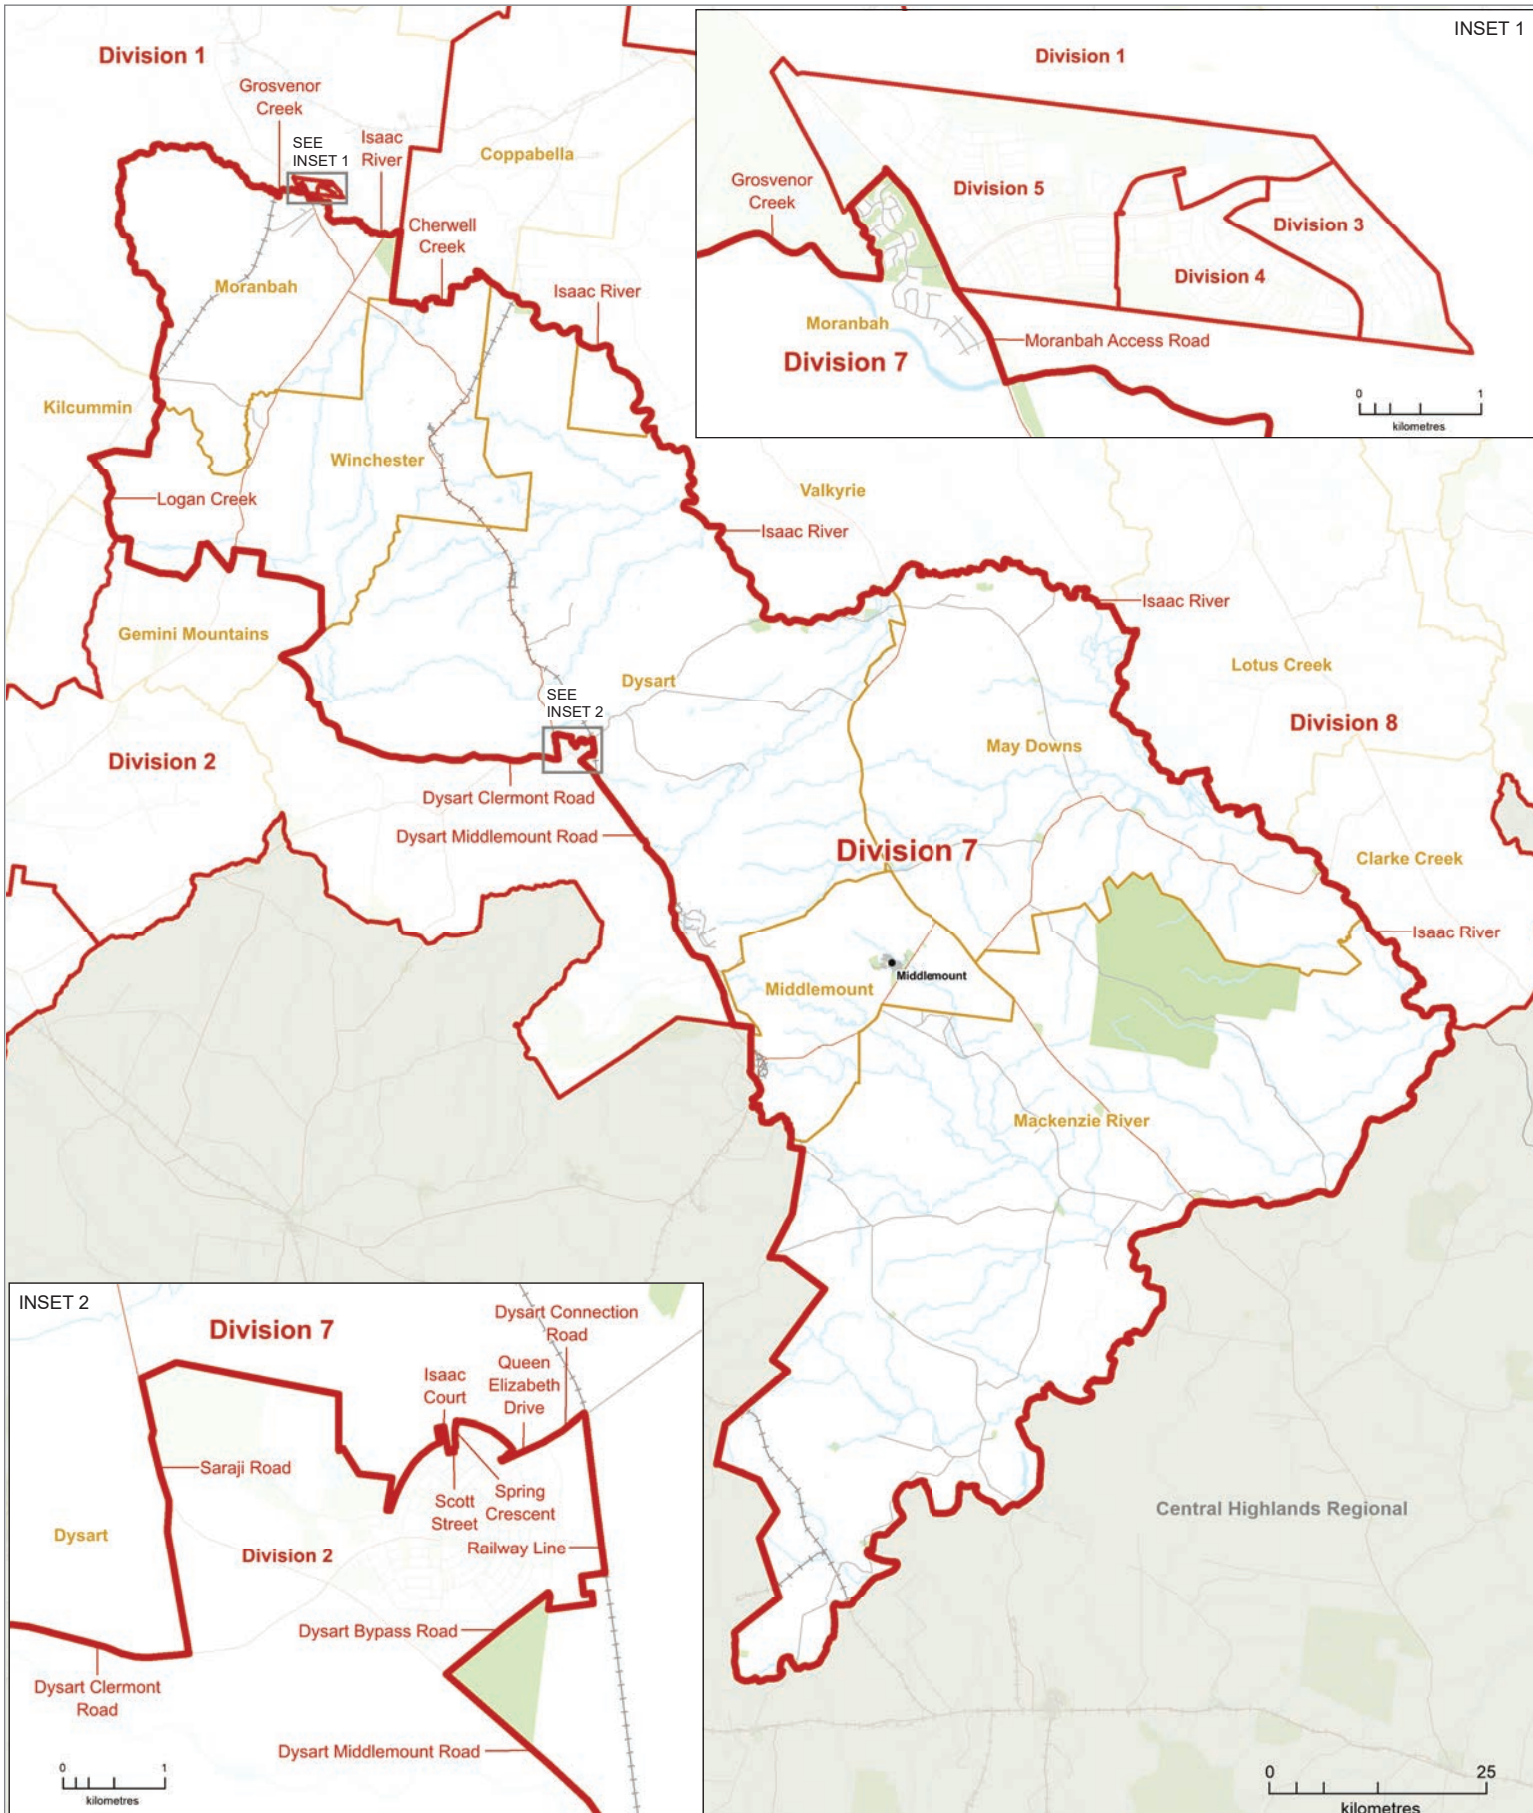 Division 1
Grosvenor
Creek
SEE
INSET 1
Isaac
River
Coppabella
Cherwell
Creek
Moranbah
Isaac River
Kilcummin
Winchester
Logan Creek
Valkyrie
Isaac River
Isaac River
Gemini Mountains
Lotus Creek
Dysart
SEE
INSET 2
Division 8
May Downs
Division 2
Dysart Clermont Road
Dysart Middlemount Road
Division 7
Clarke Creek
Isaac River
Middlemount
Middlemount
Mackenzie River
Central Highlands Regional
0 25
kilometres
INSET 1
Division 1
Grosvenor
Creek
Division 5
Division 3
Division 4
Moranbah
Division 7
Moranbah Access Road
0 1
kilometres
INSET 2
Division 7
Dysart Connection
Road
Queen
Elizabeth
Drive
Isaac
Court
Saraji Road
Scott
Street
Spring
Crescent
Dysart
Division 2
Railway Line
Dysart Bypass Road
Dysart Clermont
Road
Dysart Middlemount Road
0 1
kilometres